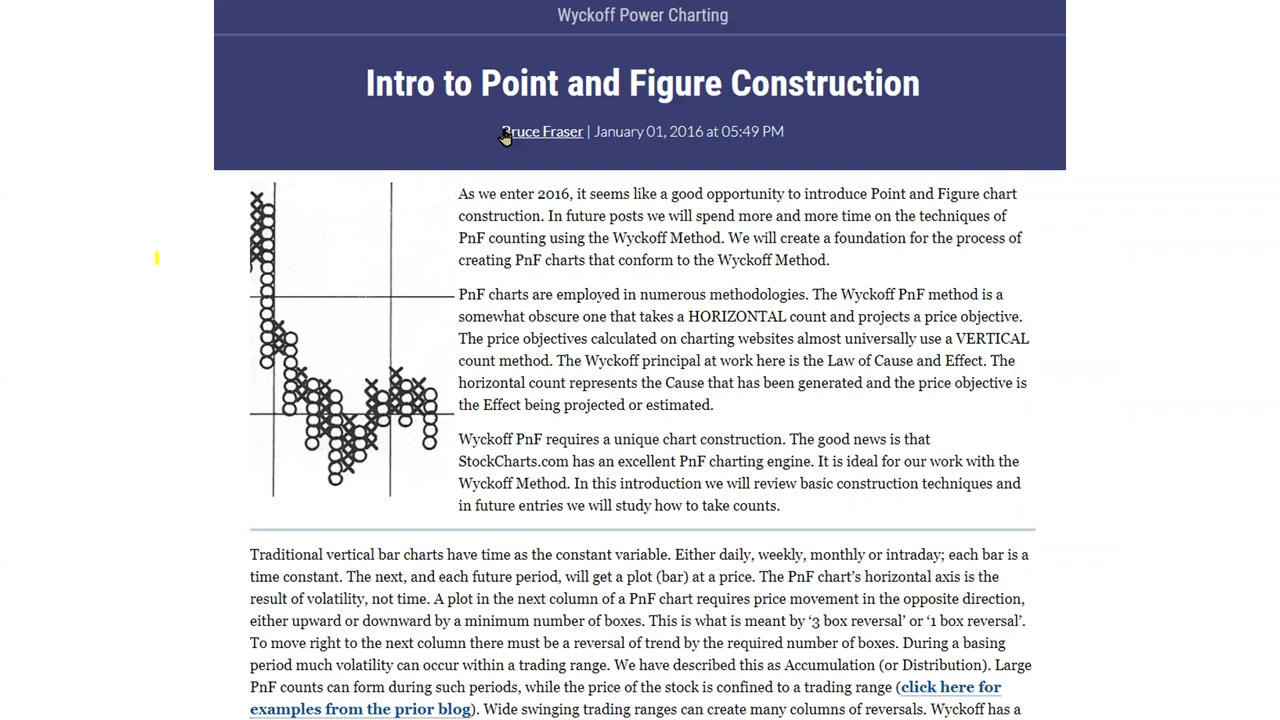 Wyckoff Power Charting
Intro to Point and Figure Construction
Bruce Fraser | January 01, 2016 at 05:49 PM
As we enter 2016, it seems like a good opportunity to introduce Point and Figure chart
construction. In future posts we will spend more and more time on the techniques of
PnF counting using the Wyckoff Method. We will create a foundation for the process of
creating PnF charts that conform to the Wyckoff Method.
PnF charts are employed in numerous methodologies. The Wyckoff PnF method is a
somewhat obscure one that takes a HORIZONTAL count and projects a price objective.
The price objectives calculated on charting websites almost universally use a VERTICAL
count method. The Wyckoff principal at work here is the Law of Cause and Effect. The
horizontal count represents the Cause that has been generated and the price objective is
the Effect being projected or estimated.
Wyckoff PnF requires a unique chart construction. The good news is that
StockCharts.com has an excellent PnF charting engine. It is ideal for our work with the
Wyckoff Method. In this introduction we will review basic construction techniques and
in future entries we will study how to take counts.
Traditional vertical bar charts have time as the constant variable. Either daily, weekly, monthly or intraday; each bar is a
time constant. The next, and each future period, will get a plot (bar) at a price. The PnF chart’s horizontal axis is the
result of volatility, not time. A plot in the next column of a PnF chart requires price movement in the opposite direction,
either upward or downward by a minimum number of boxes. This is what is meant by ‘3 box reversal’ or ‘1 box reversal’.
To move right to the next column there must be a reversal of trend by the required number of boxes. During a basing
period much volatility can occur within a trading range. We have described this as Accumulation (or Distribution). Large
PnF counts can form during such periods, while the price of the stock is confined to a trading range (click here for
examples from the prior blog). Wide swinging trading ranges can create many columns of reversals. Wyckoff has a